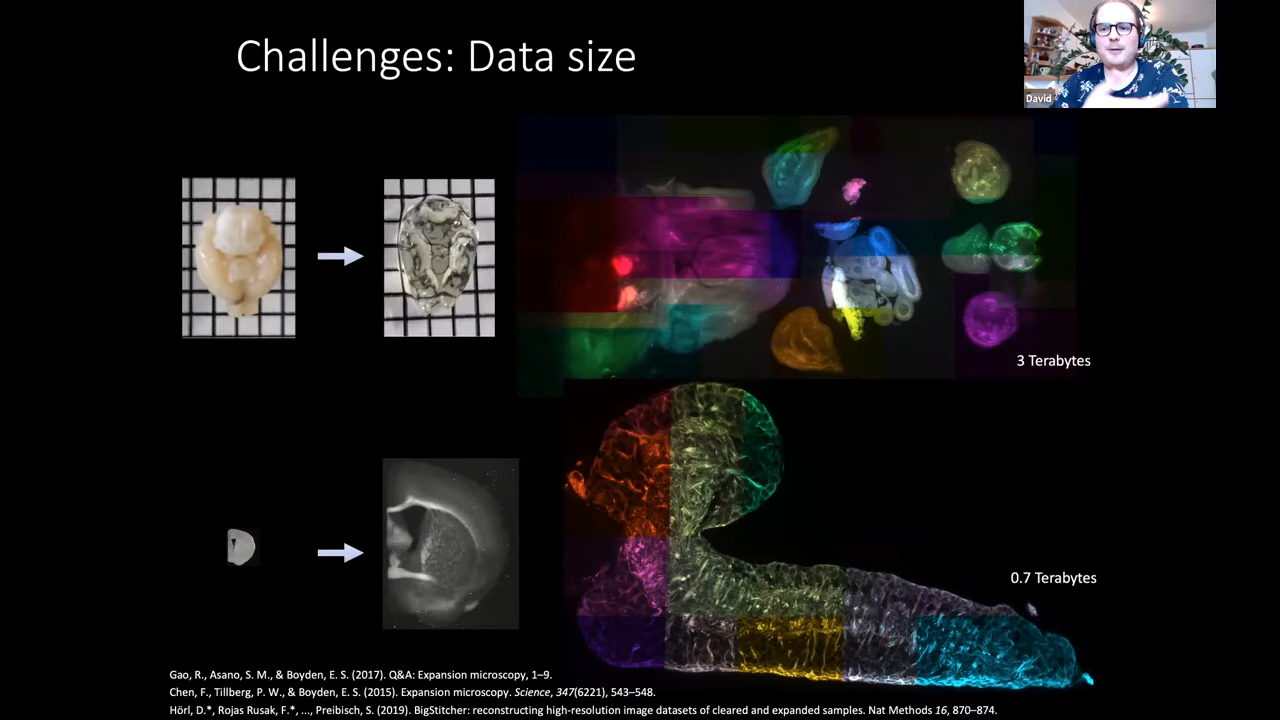 Challenges: Data size
David
3 Terabytes
0.7 Terabytes
Gao, R., Asano, S. M., & Boyden, E. S. (2017). Q&A: Expansion microscopy, 1–9.
Chen, F., Tillberg, P. W., & Boyden, E. S. (2015). Expansion microscopy. Science, 347(6221), 543–548.
Hörl, D.*, Rojas Rusak, F.*, ..., Preibisch, S. (2019). BigStitcher: reconstructing high-resolution image datasets of cleared and expanded samples. Nat Methods 16, 870–874.